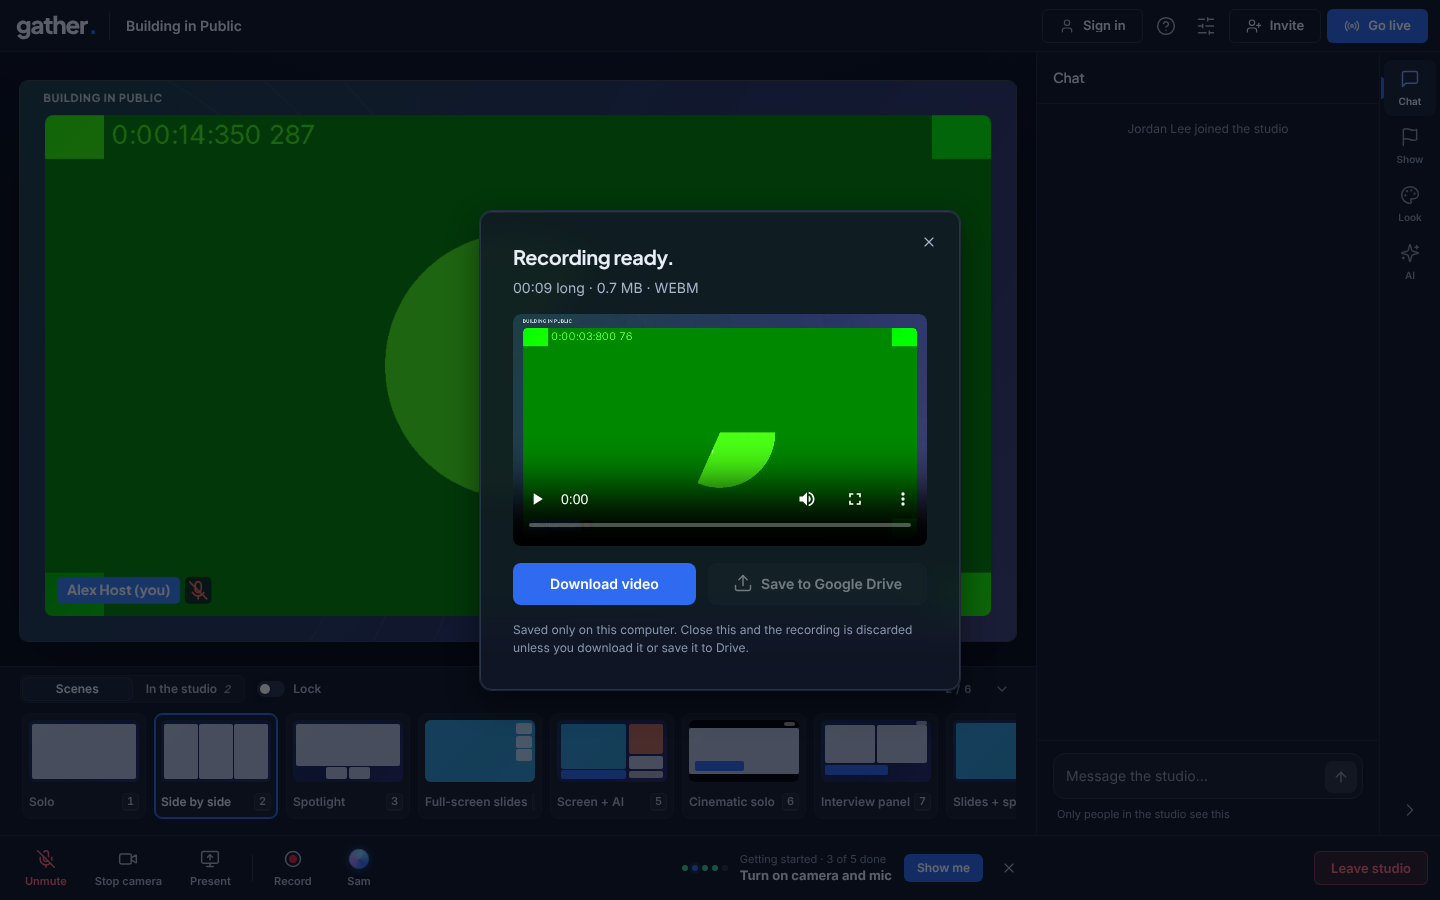 gather.
Building in Public
Sign in
Invite
Go live
BUILDING IN PUBLIC
0:00:14:350 287
Chat
Jordan Lee joined the studio
Chat
Show
Look
AI
Recording ready.
00:09 long · 0.7 MB · WEBM
BUILDING IN PUBLIC
0:00:03:800 76
0:00
Download video
Save to Google Drive
Saved only on this computer. Close this and the recording is discarded
unless you download it or save it to Drive.
Alex Host (you)
Scenes
In the studio 2
Lock
/ 6
Solo 1
Side by side 2
Spotlight 3
Full-screen slides
Screen + AI 5
Cinematic solo 6
Interview panel 7
Slides + sp
Message the studio...
Only people in the studio see this
Unmute
Stop camera
Present
Record
Sam
Getting started · 3 of 5 done
Turn on camera and mic
Show me
Leave studio